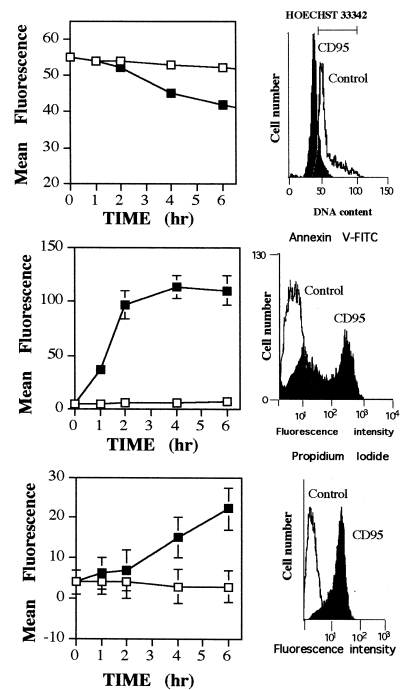 HOECHST 33342
60
50
40
30
20
Mean Fluorescence
0 1 2 3 4 5 6
TIME (hr)
CD95
Control
Cell number
0 50 100 150
DNA content
Annexin V-FITC
150
100
50
0
Mean Fluorescence
0 1 2 3 4 5 6
TIME (hr)
130
Control
CD95
Cell number
0
10¹ 10² 10³ 10⁴
Fluorescence intensity
Propidium Iodide
30
20
10
0
-10
Mean Fluorescence
0 1 2 3 4 5 6
TIME (hr)
Control
CD95
Cell number
10¹ 10² 10³
Fluorescence intensity